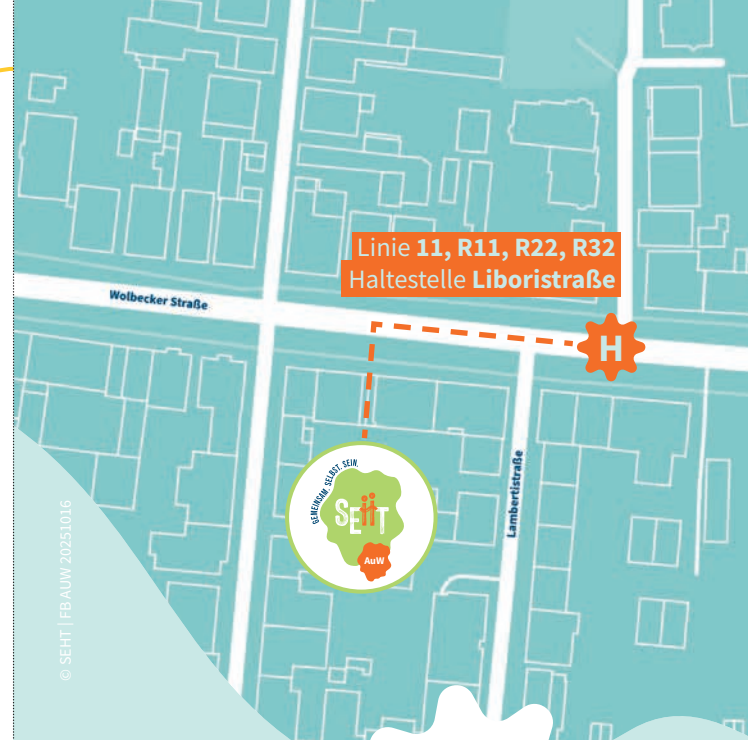 Linie 11, R11, R22, R32
Haltestelle Liboristraße
Wolbecker Straße
H
Lambertistraße
GEMEINSAM. SELBST. SEIN.
SEHT
AuW
© SEHT | FB AUW 20251016